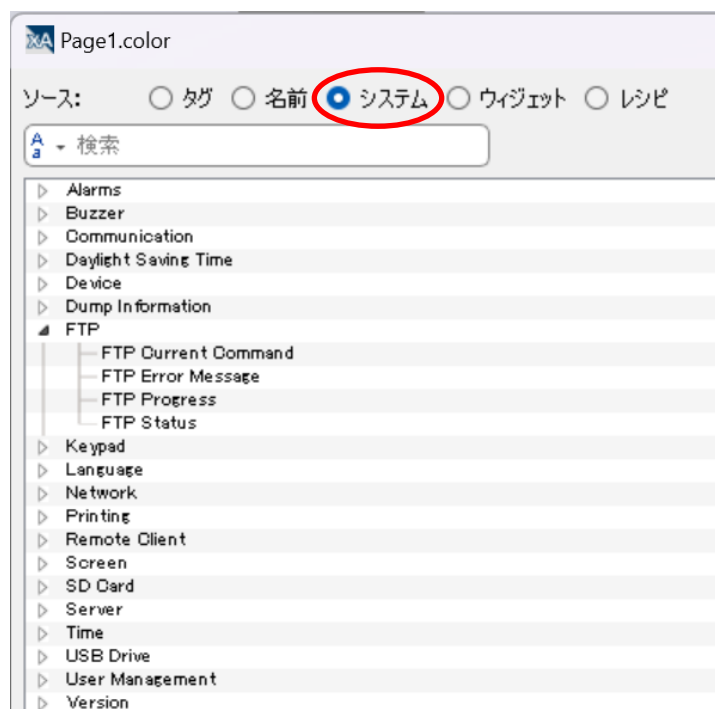 Page1.color
ソース: タグ 名前 システム ウィジェット レシピ
検索
Alarms
Buzzer
Communication
Daylight Saving Time
Device
Dump Information
FTP
FTP Current Command
FTP Error Message
FTP Progress
FTP Status
Keypad
Language
Network
Printing
Remote Client
Screen
SD Card
Server
Time
USB Drive
User Management
Version